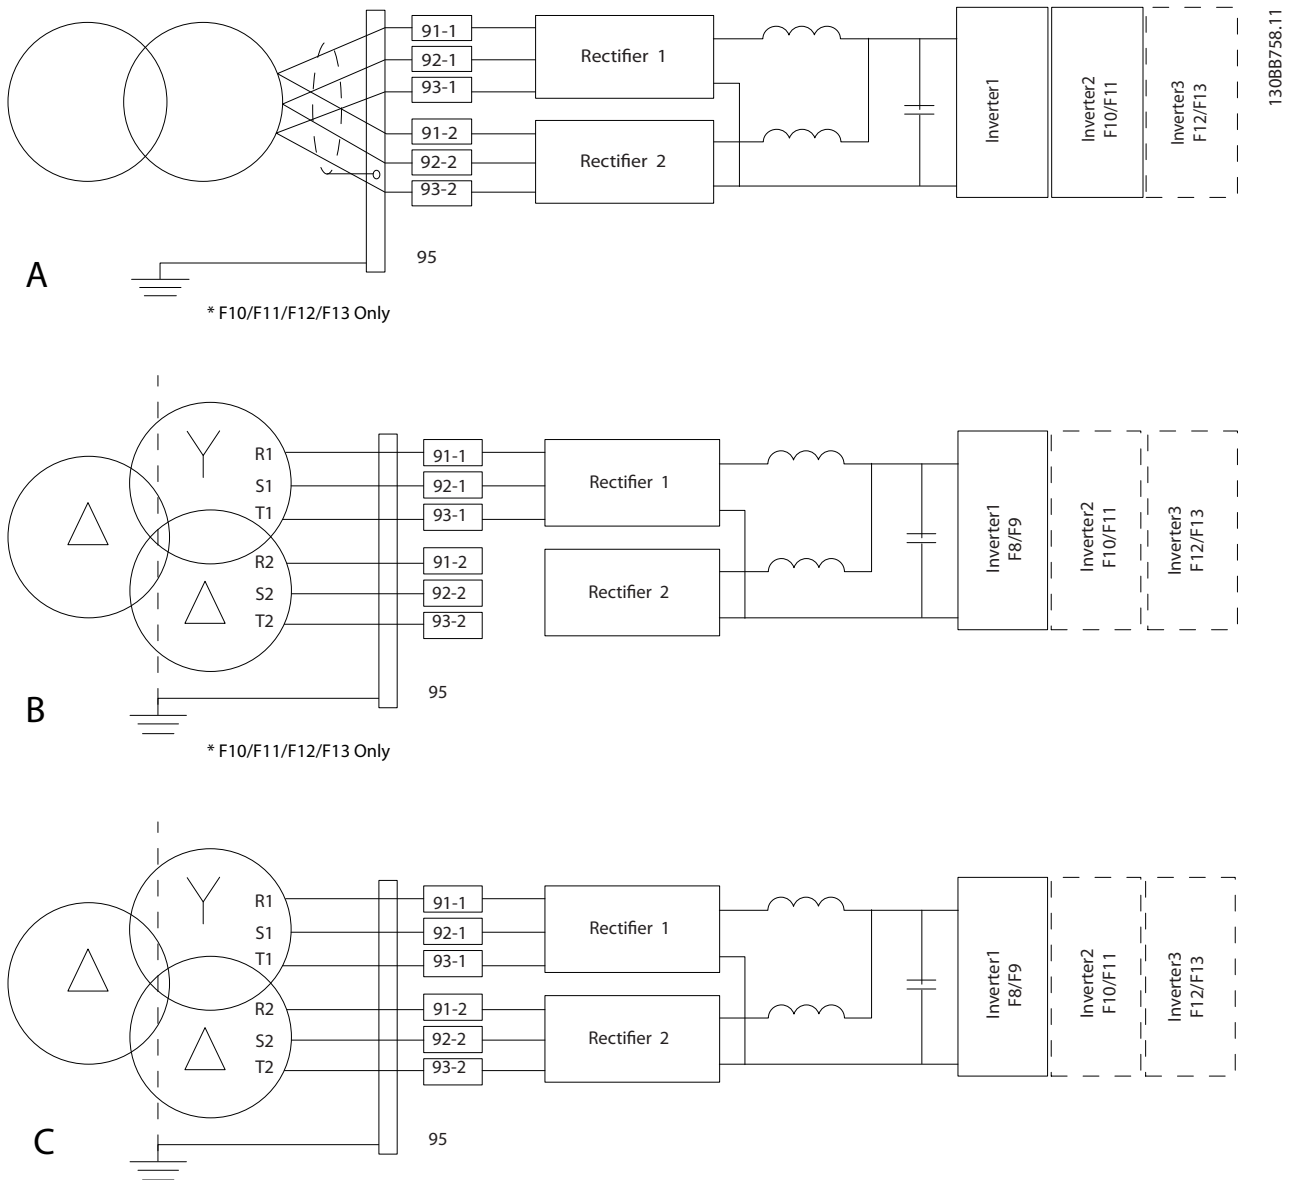 130BB758.11
91-1
92-1
93-1
91-2
92-2
93-2
Rectifier 1
Rectifier 2
Inverter1
Inverter2
F10/F11
Inverter3
F12/F13
95
A
* F10/F11/F12/F13 Only
R1
S1
T1
R2
S2
T2
91-1
92-1
93-1
91-2
92-2
93-2
Rectifier 1
Rectifier 2
Inverter1
F8/F9
Inverter2
F10/F11
Inverter3
F12/F13
95
B
* F10/F11/F12/F13 Only
R1
S1
T1
R2
S2
T2
91-1
92-1
93-1
91-2
92-2
93-2
Rectifier 1
Rectifier 2
Inverter1
F8/F9
Inverter2
F10/F11
Inverter3
F12/F13
95
C